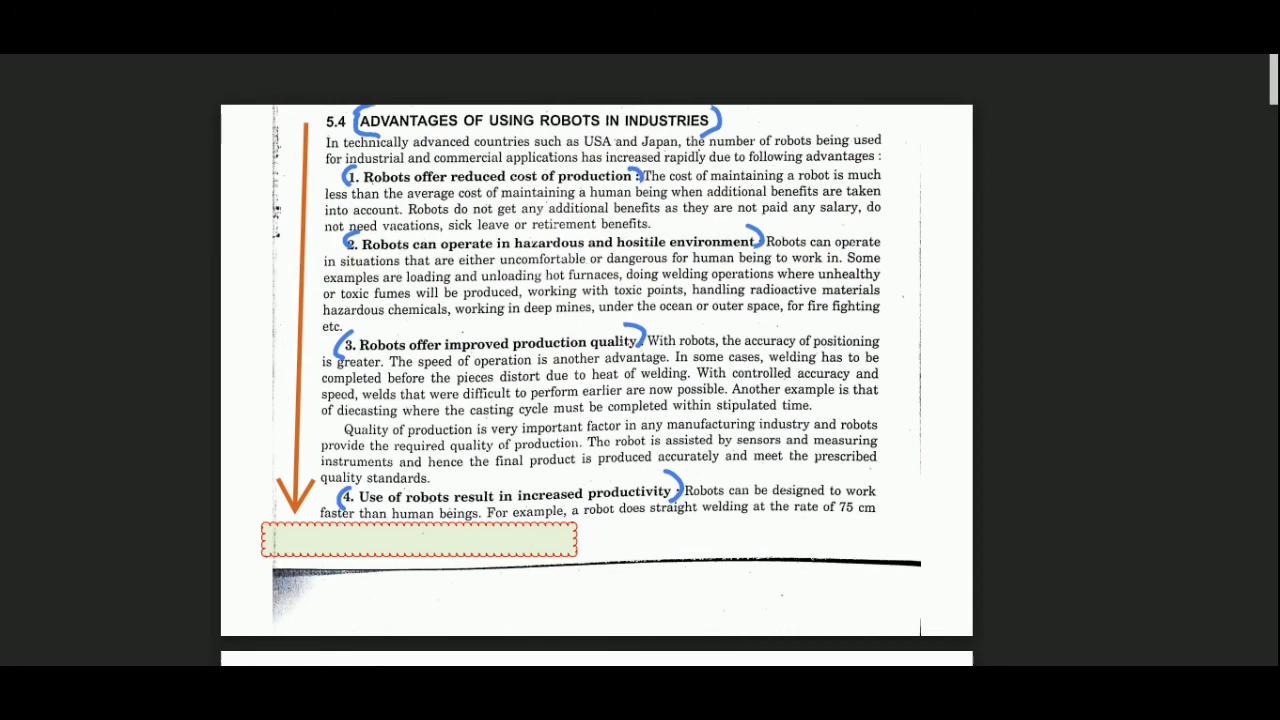 5.4 ADVANTAGES OF USING ROBOTS IN INDUSTRIES
In technically advanced countries such as USA and Japan, the number of robots being used
for industrial and commercial applications has increased rapidly due to following advantages :
1. Robots offer reduced cost of production : The cost of maintaining a robot is much
less than the average cost of maintaining a human being when additional benefits are taken
into account. Robots do not get any additional benefits as they are not paid any salary, do
not need vacations, sick leave or retirement benefits.
2. Robots can operate in hazardous and hositile environment : Robots can operate
in situations that are either uncomfortable or dangerous for human being to work in. Some
examples are loading and unloading hot furnaces, doing welding operations where unhealthy
or toxic fumes will be produced, working with toxic points, handling radioactive materials
hazardous chemicals, working in deep mines, under the ocean or outer space, for fire fighting
etc.
3. Robots offer improved production quality : With robots, the accuracy of positioning
is greater. The speed of operation is another advantage. In some cases, welding has to be
completed before the pieces distort due to heat of welding. With controlled accuracy and
speed, welds that were difficult to perform earlier are now possible. Another example is that
of diecasting where the casting cycle must be completed within stipulated time.
Quality of production is very important factor in any manufacturing industry and robots
provide the required quality of production. The robot is assisted by sensors and measuring
instruments and hence the final product is produced accurately and meet the prescribed
quality standards.
4. Use of robots result in increased productivity : Robots can be designed to work
faster than human beings. For example, a robot does straight welding at the rate of 75 cm